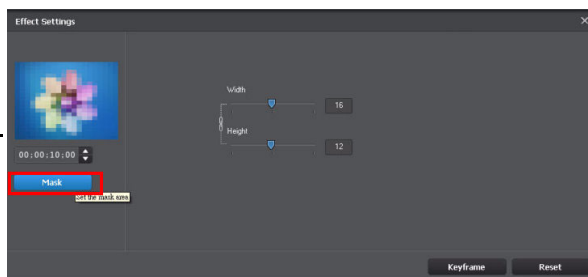 Effect Settings
Width
16
Height
12
00:00:10:00
Mask
Set the mask area
Keyframe
Reset